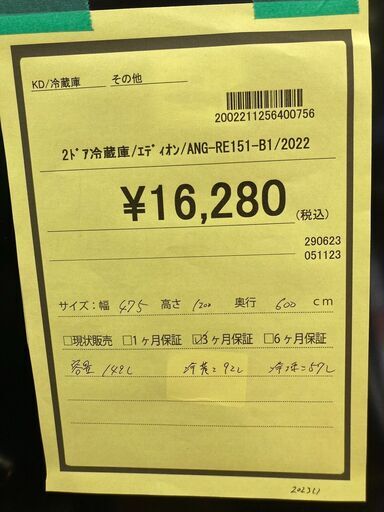 KD/冷蔵庫 その他
2002211256400756
2ﾄﾞｱ冷蔵庫/ｴﾃﾞｨｵﾝ/ANG-RE151-B1/2022
¥16,280(税込)
290623
051123
サイズ:幅 475 高さ 1200 奥行 600 cm
□現状販売 □1ヶ月保証 ☑3ヶ月保証 □6ヶ月保証
容量 149L 冷蔵:92L 冷凍:57L